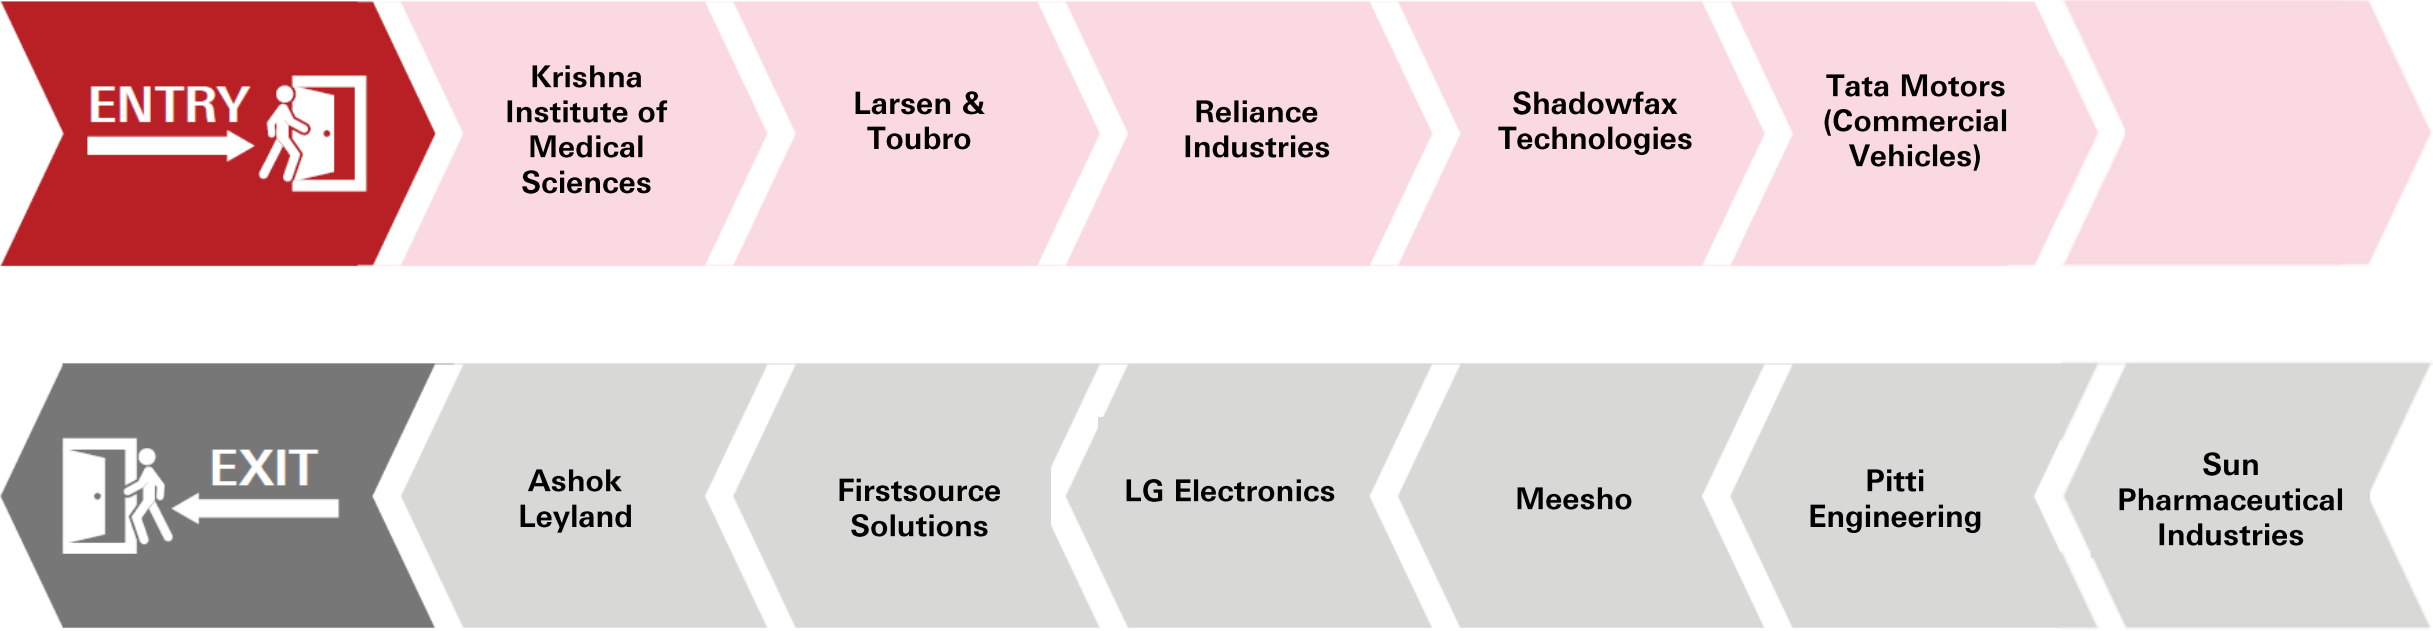 ENTRY
Krishna
Institute of
Medical
Sciences
Larsen &
Toubro
Reliance
Industries
Shadowfax
Technologies
Tata Motors
(Commercial
Vehicles)
EXIT
Ashok
Leyland
Firstsource
Solutions
LG Electronics
Meesho
Pitti
Engineering
Sun
Pharmaceutical
Industries